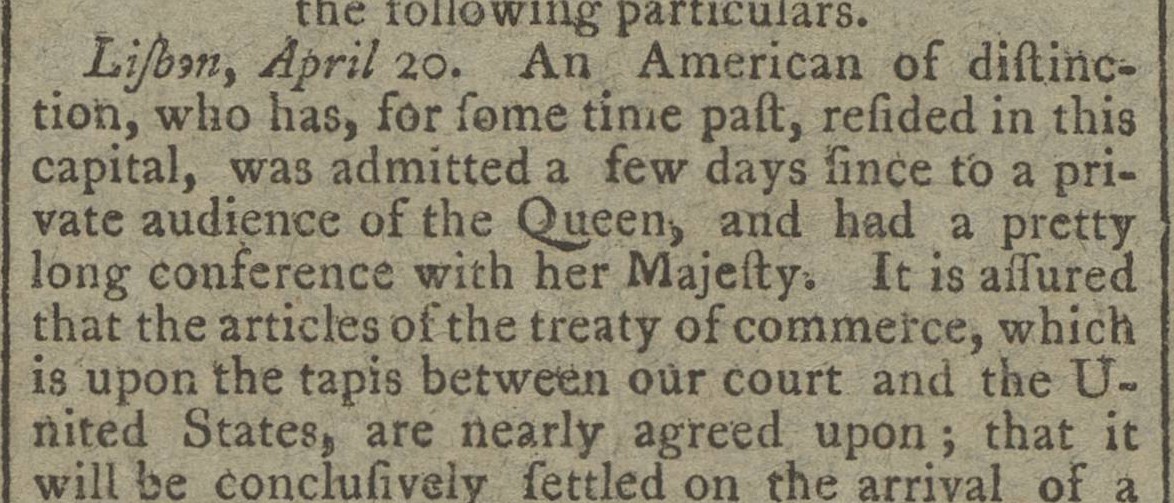 the following particulars.
Liſbon, April 20. An American of diſtinc-
tion, who has, for ſome time paſt, reſided in this
capital, was admitted a few days ſince to a pri-
vate audience of the Queen, and had a pretty
long conference with her Majeſty. It is aſſured
that the articles of the treaty of commerce, which
is upon the tapis between our court and the U-
nited States, are nearly agreed upon; that it
will be concluſively ſettled on the arrival of a